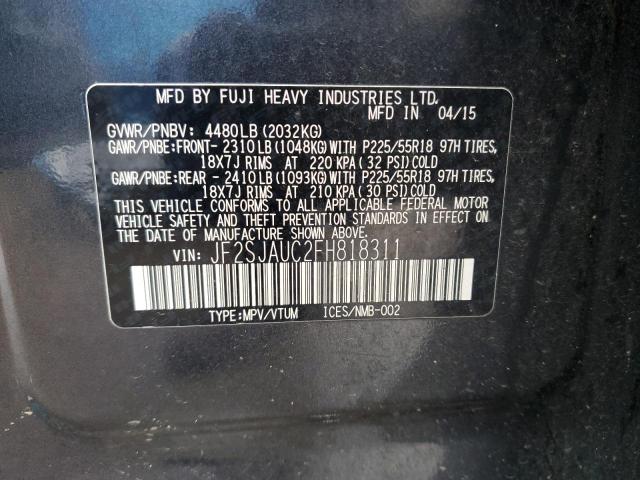 MFD BY FUJI HEAVY INDUSTRIES LTD.
MFD IN 04/15
GVWR/PNBV: 4480LB (2032KG)
GAWR/PNBE:FRONT- 2310LB (1048KG) WITH P225/55R18 97H TIRES,
18X7J RIMS AT 220 KPA ( 32 PSI) COLD
GAWR/PNBE:REAR - 2410LB (1093KG) WITH P225/55R18 97H TIRES,
18X7J RIMS AT 210 KPA ( 30 PSI) COLD
THIS VEHICLE CONFORMS TO ALL APPLICABLE FEDERAL MOTOR
VEHICLE SAFETY AND THEFT PREVENTION STANDARDS IN EFFECT ON
THE DATE OF MANUFACTURE SHOWN ABOVE.
VIN: JF2SJAUC2FH818311
TYPE:MPV/VTUM ICES/NMB-002